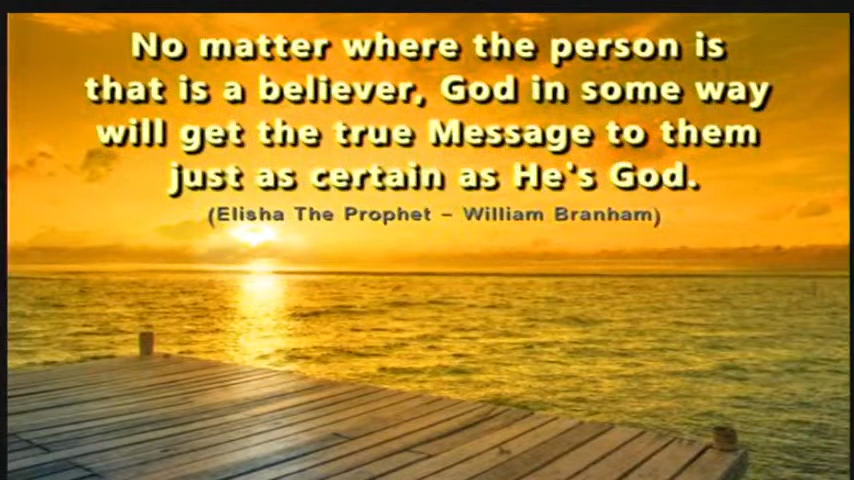 No matter where the person is
that is a believer, God in some way
will get the true Message to them
just as certain as He's God.
(Elisha The Prophet – William Branham)